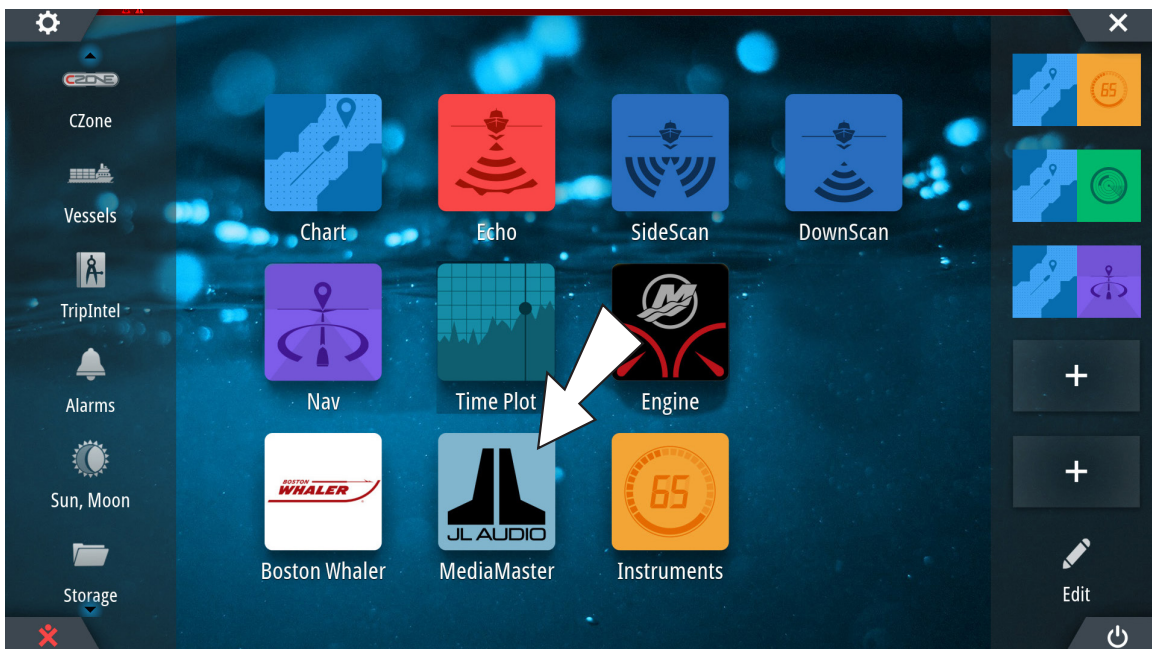 CZONE
CZone
Vessels
TripIntel
Alarms
Sun, Moon
Storage
Chart
Echo
SideScan
DownScan
Nav
Time Plot
Engine
BOSTON
WHALER
JL AUDIO
65
Boston Whaler
MediaMaster
Instruments
65
Edit